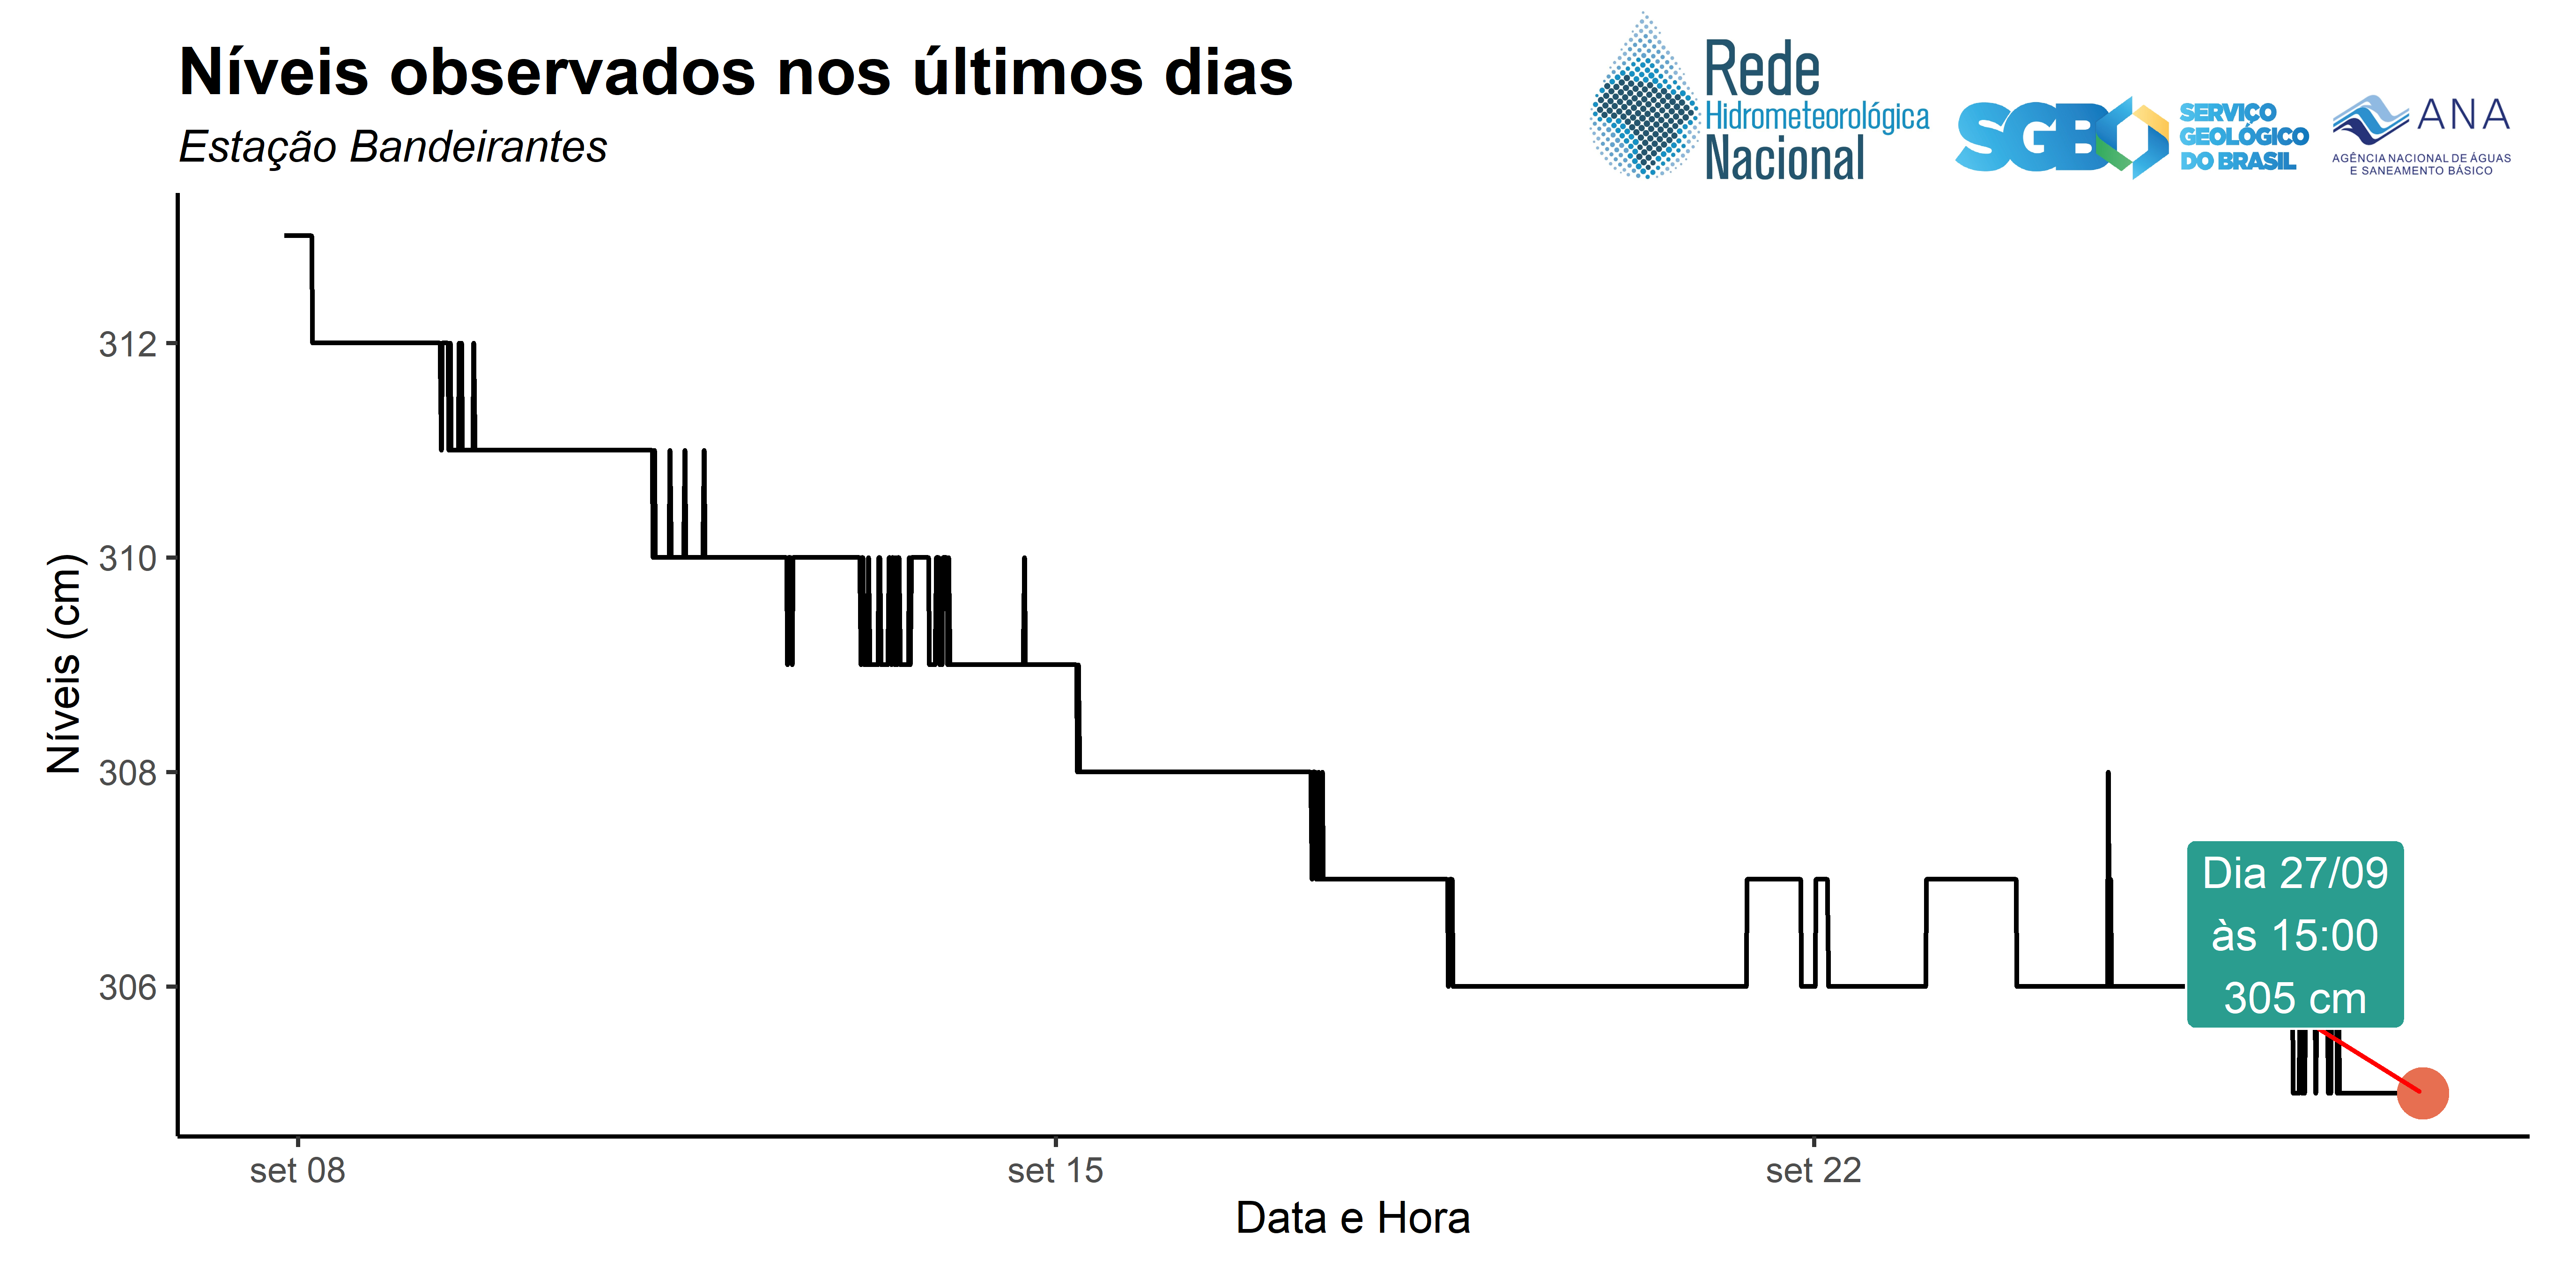 Níveis observados nos últimos dias
Estação Bandeirantes
Rede
Hidrometeorológica
Nacional
SGB
SERVIÇO
GEOLÓGICO
DO BRASIL
ANA
AGÊNCIA NACIONAL DE ÁGUAS
E SANEAMENTO BÁSICO
Níveis (cm)
312
310
308
306
Dia 27/09
às 15:00
305 cm
set 08
set 15
set 22
Data e Hora